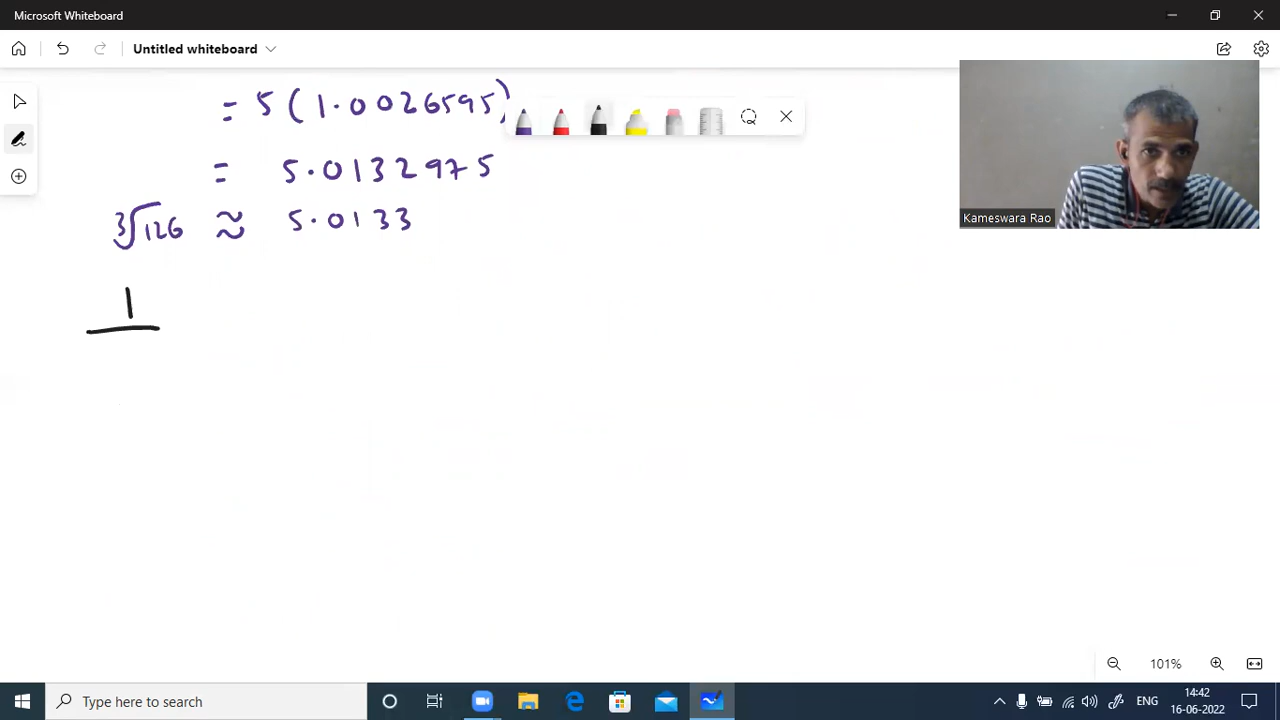 Microsoft Whiteboard
Untitled whiteboard
= 5 ( 1.0026595)
= 5.01329725
∛126 ≈ 5.0133
1
Kameswara Rao
101%
Type here to search
ENG
14:42
16-06-2022